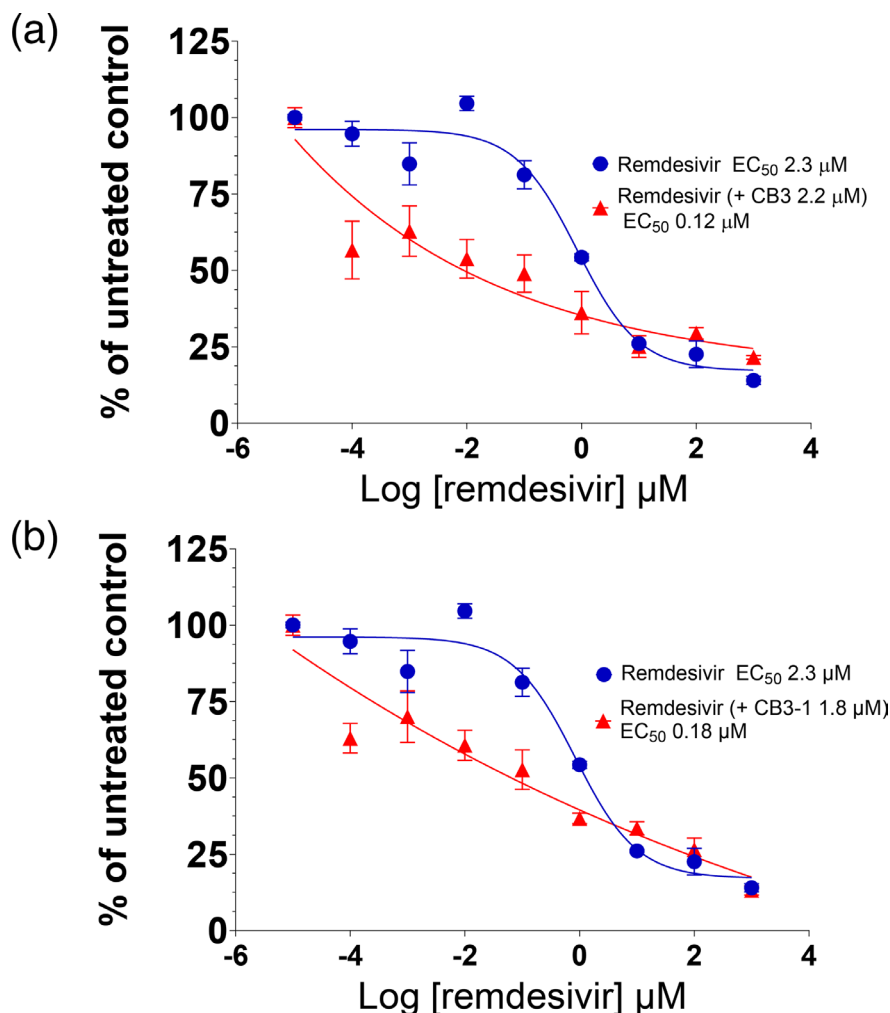 (a)
% of untreated control
125
100
75
50
25
0
-6
-4
-2
0
2
4
Log [remdesivir] µM
Remdesivir EC50 2.3 µM
Remdesivir (+ CB3 2.2 µM)
EC50 0.12 µM
(b)
% of untreated control
125
100
75
50
25
0
-6
-4
-2
0
2
4
Log [remdesivir] µM
Remdesivir EC50 2.3 µM
Remdesivir (+ CB3-1 1.8 µM)
EC50 0.18 µM